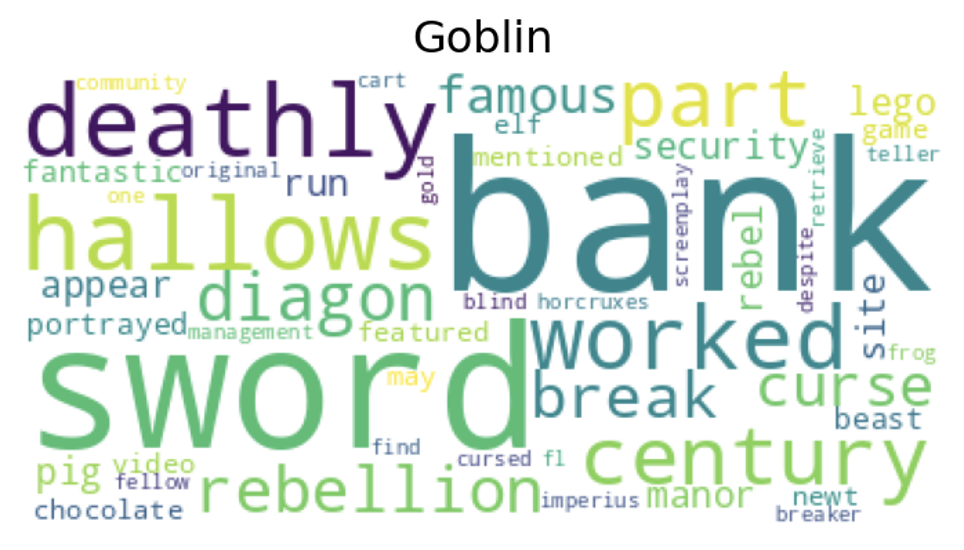 Goblin
community
cart
deathly
famous
part
lego
elf
game
security
mentioned
teller
fantastic
original
run
gold
bank
screenplay
retrieve
one
hallows
rebel
despite
appear
diagon
blind
horcruxes
site
portrayed
management
featured
worked
frog
sword
may
break
curse
beast
find
century
pig
video
cursed
fl
fellow
rebellion
imperius
manor
newt
chocolate
breaker